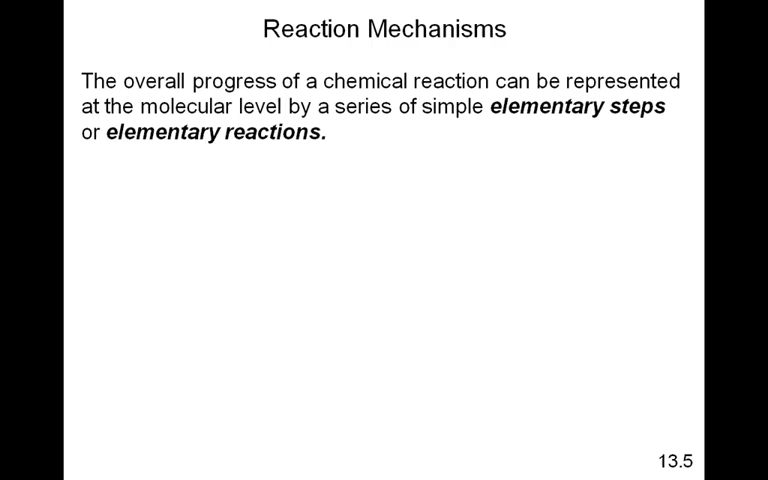 Reaction Mechanisms
The overall progress of a chemical reaction can be represented
at the molecular level by a series of simple elementary steps
or elementary reactions.
13.5